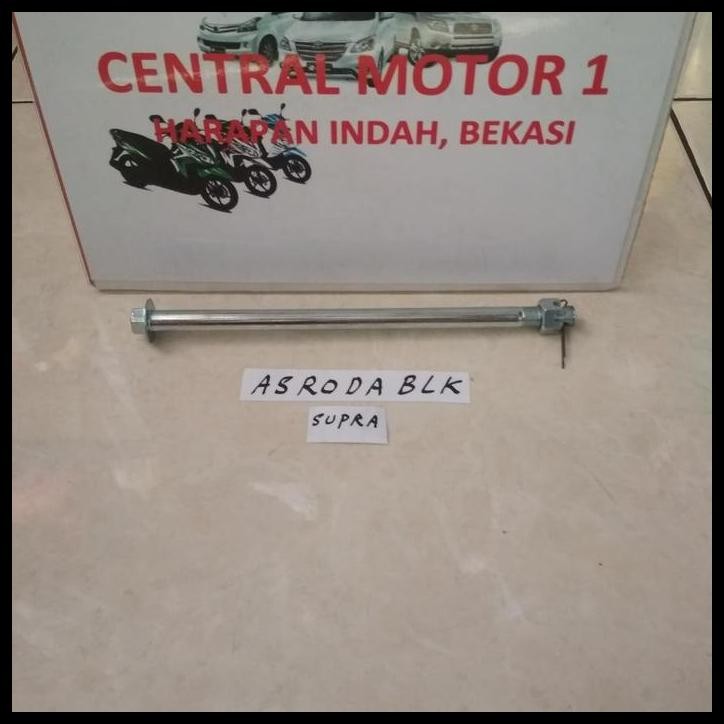 CENTRAL MOTOR 1
HARAPAN INDAH, BEKASI
AS RODA BLK
SUPRA